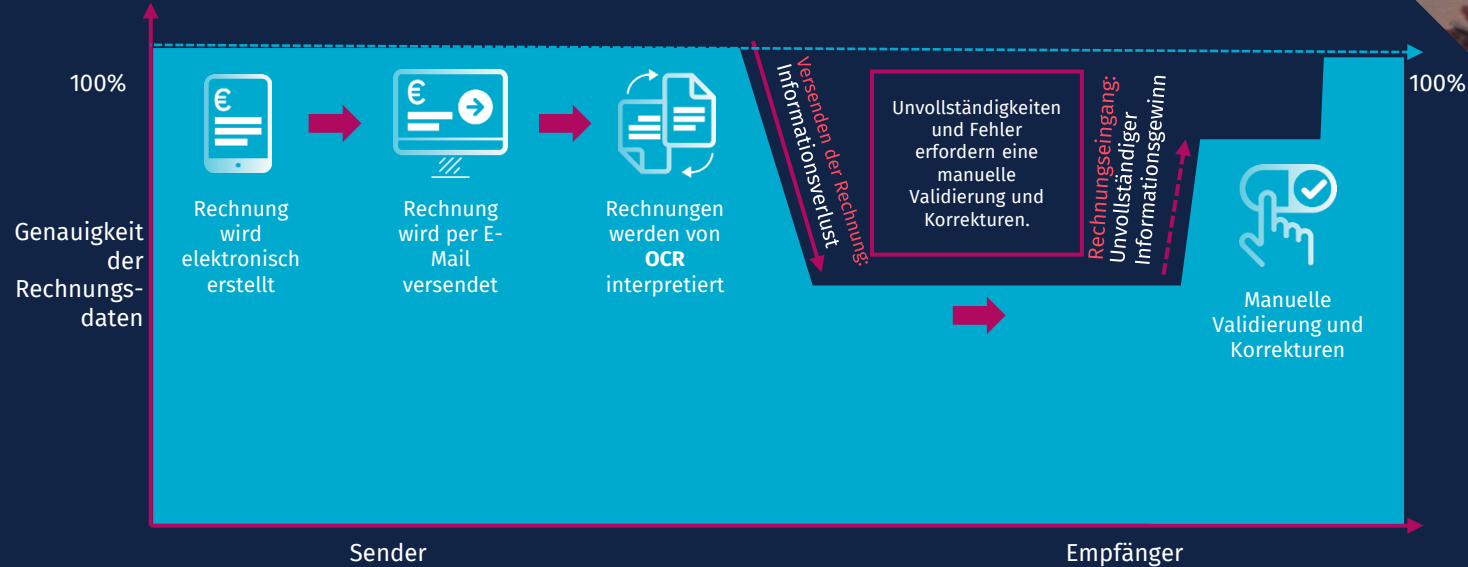 100%
Genauigkeit
der
Rechnungs-
daten
€
Rechnung
wird
elektronisch
erstellt
€
Rechnung
wird per E-
Mail
versendet
Rechnungen
werden von
OCR
interpretiert
Versenden der Rechnung:
Informationsverlust
Unvollständigkeiten
und Fehler
erfordern eine
manuelle
Validierung und
Korrekturen.
Rechnungseingang:
Unvollständiger
Informationsgewinn
Manuelle
Validierung und
Korrekturen
100%
Sender
Empfänger